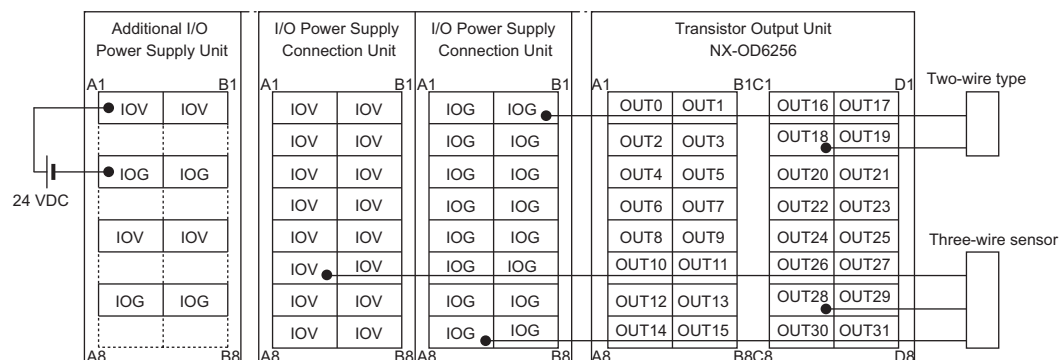 Additional I/O
Power Supply Unit
I/O Power Supply
Connection Unit
I/O Power Supply
Connection Unit
Transistor Output Unit
NX-OD6256
A1 B1 A1 B1 A1 B1 A1 B1 C1 D1
Two-wire type
IOV IOV IOV IOV IOG IOG OUT0 OUT1 OUT16 OUT17
IOV IOV IOG IOG OUT2 OUT3 OUT18 OUT19
IOG IOG IOV IOV IOG IOG OUT4 OUT5 OUT20 OUT21
24 VDC
IOV IOV IOG IOG OUT6 OUT7 OUT22 OUT23
IOV IOV IOV IOV IOG IOG OUT8 OUT9 OUT24 OUT25
Three-wire sensor
IOV IOV IOG IOG OUT10 OUT11 OUT26 OUT27
IOG IOG IOV IOV IOG IOG OUT12 OUT13 OUT28 OUT29
IOV IOV IOG IOG OUT14 OUT15 OUT30 OUT31
A8 B8 A8 B8 A8 B8 A8 B8 C8 D8